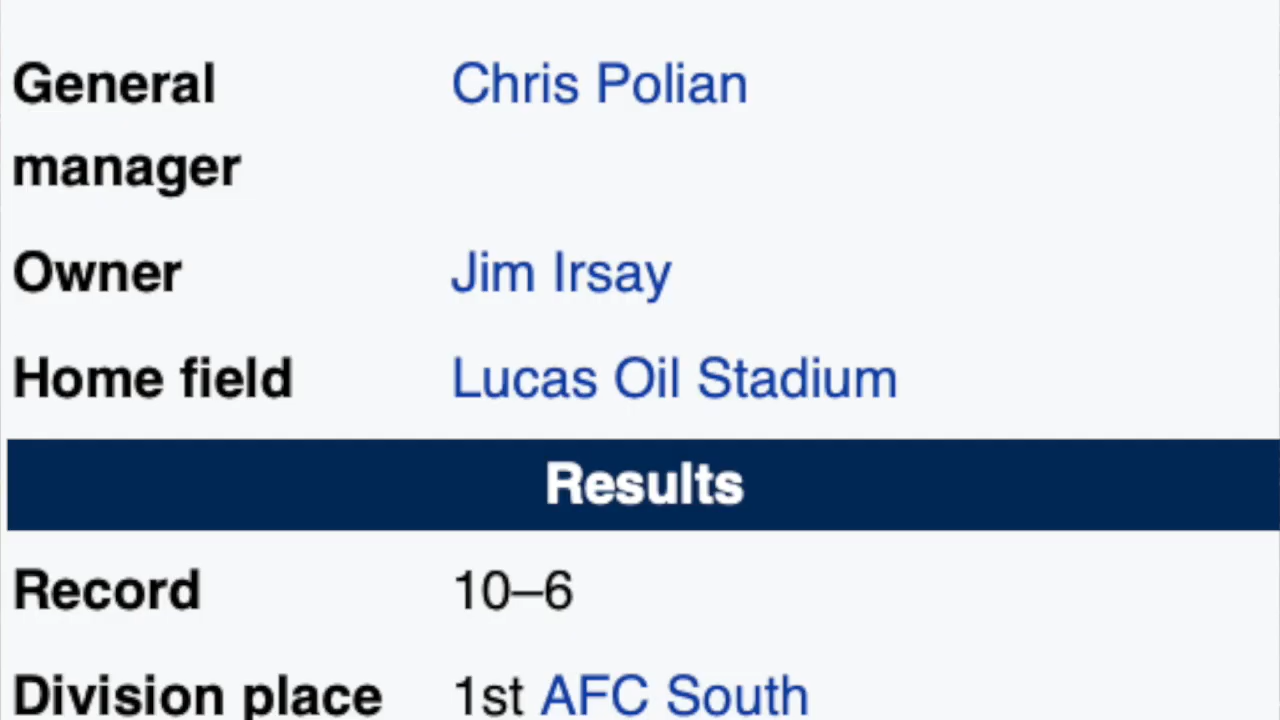 General Chris Polian
manager
Owner Jim Irsay
Home field Lucas Oil Stadium
Results
Record 10–6
Division place 1st AFC South